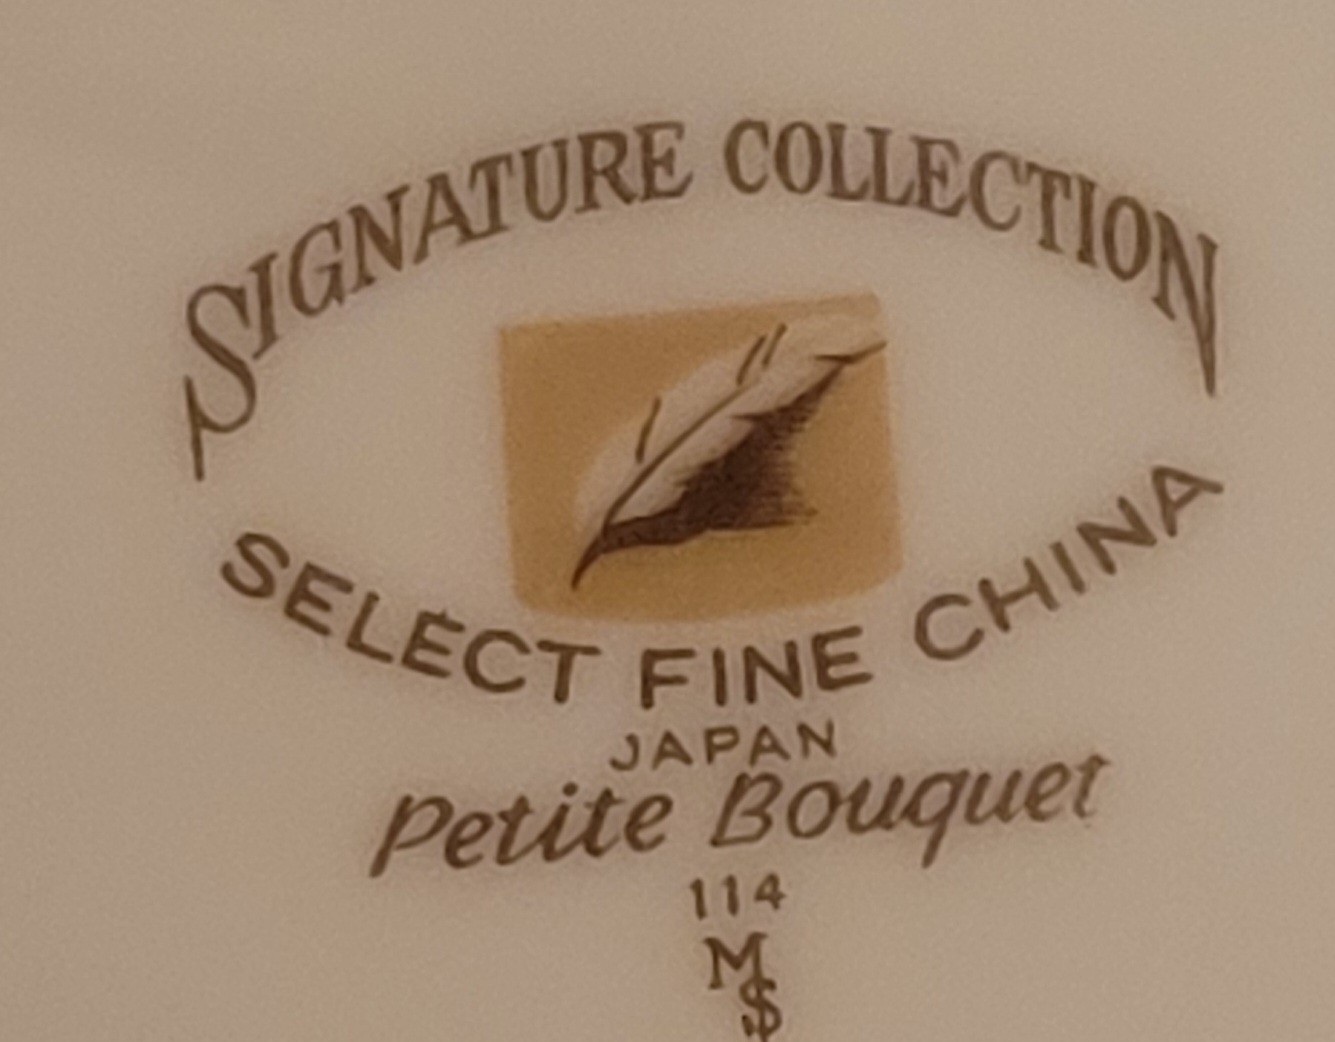 SIGNATURE COLLECTION
SELECT FINE CHINA
JAPAN
Petite Bouquet
114
M
$